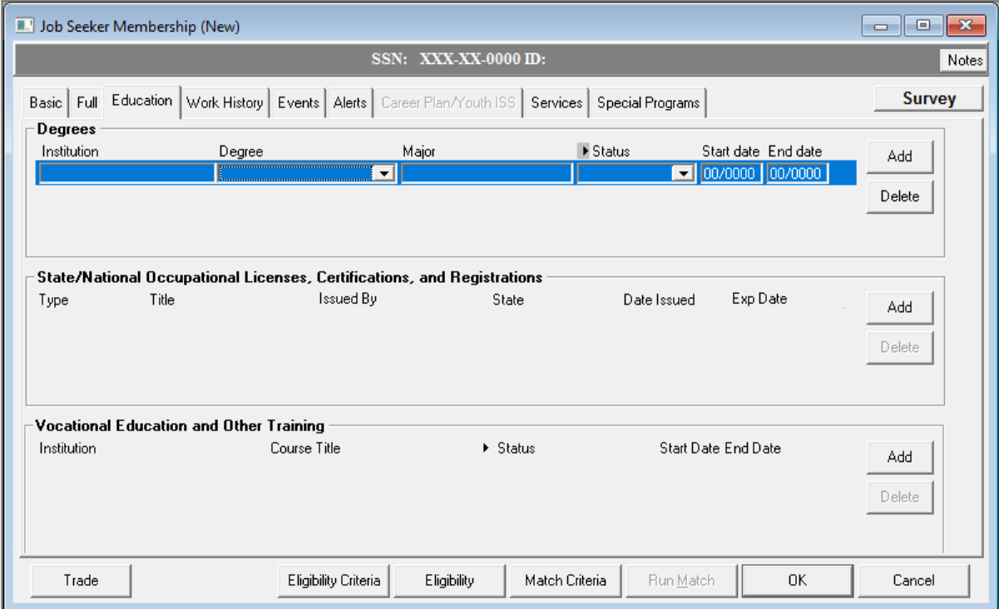 Job Seeker Membership (New)
SSN: XXX-XX-0000 ID:
Notes
Basic Full Education Work History Events Alerts Career Plan/Youth ISS Services Special Programs
Survey
Degrees
Institution Degree Major Status Start date End date
Add
00/0000 00/0000
Delete
State/National Occupational Licenses, Certifications, and Registrations
Type Title Issued By State Date Issued Exp Date
Add
Delete
Vocational Education and Other Training
Institution Course Title Status Start Date End Date
Add
Delete
Trade Eligibility Criteria Eligibility Match Criteria Run Match OK Cancel